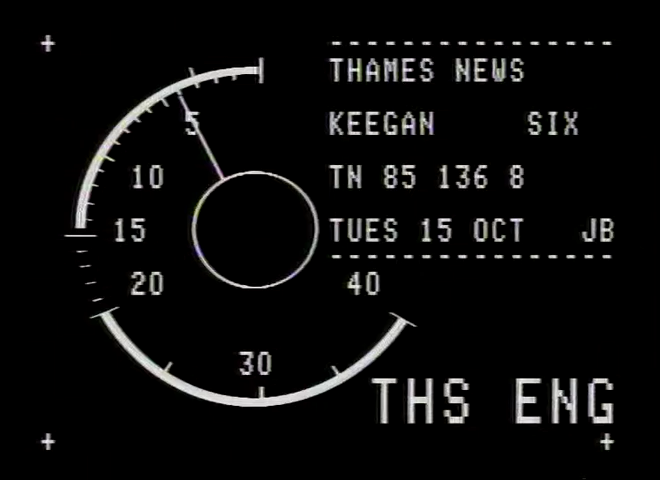 THAMES NEWS
KEEGAN SIX
TN 85 136 8
TUES 15 OCT JB
5
10
15
20
30
40
THS ENG